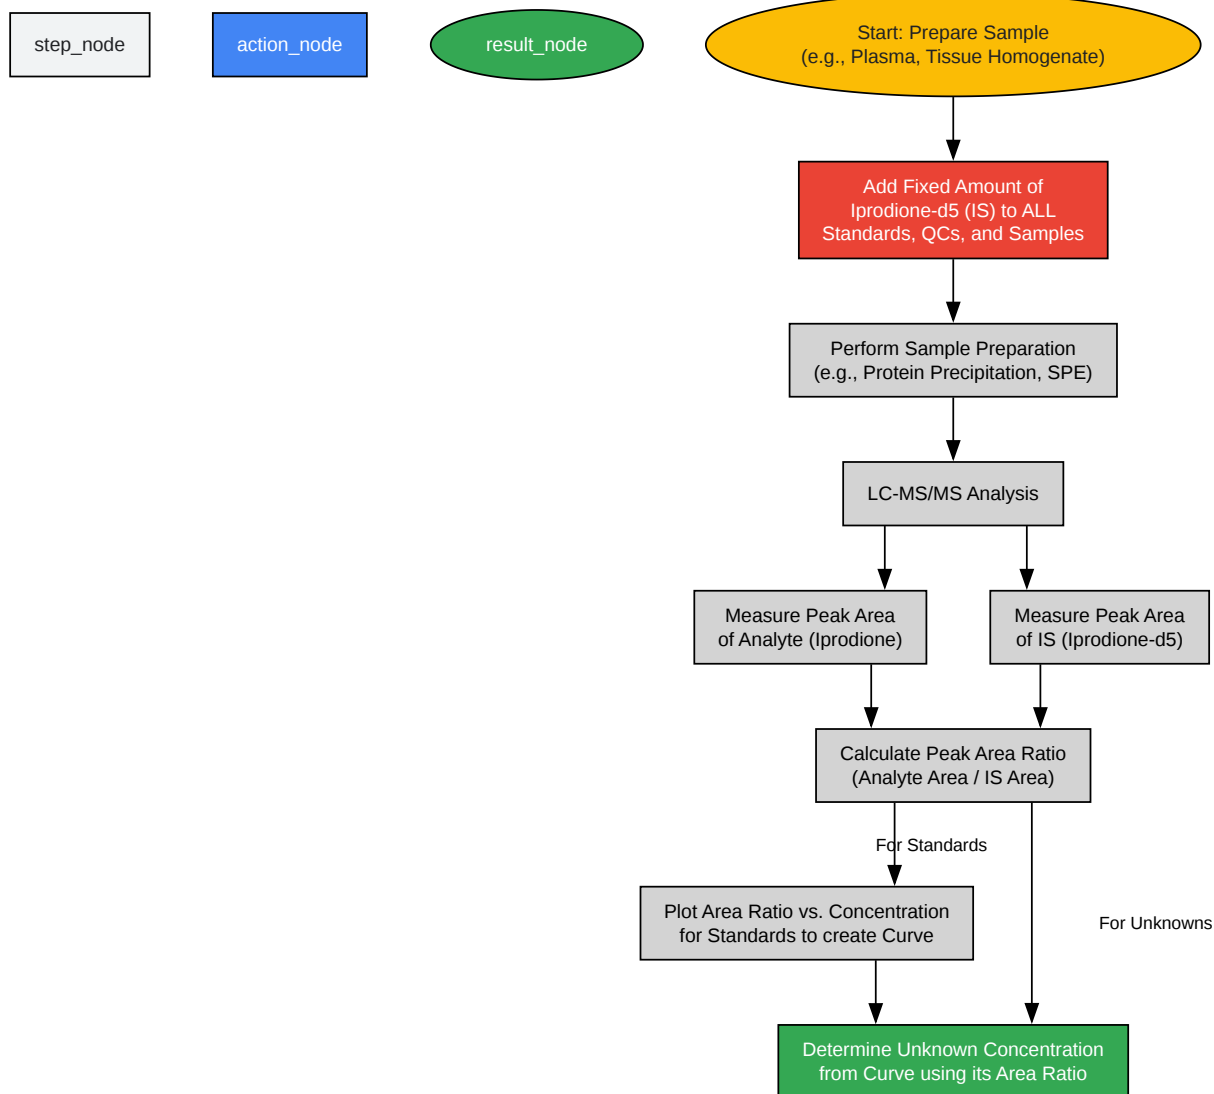 step_node
action_node
result_node
Start: Prepare Sample
(e.g., Plasma, Tissue Homogenate)
Add Fixed Amount of
Iprodione-d5 (IS) to ALL
Standards, QCs, and Samples
Perform Sample Preparation
(e.g., Protein Precipitation, SPE)
LC-MS/MS Analysis
Measure Peak Area
of Analyte (Iprodione)
Measure Peak Area
of IS (Iprodione-d5)
Calculate Peak Area Ratio
(Analyte Area / IS Area)
For Standards
Plot Area Ratio vs. Concentration
for Standards to create Curve
For Unknowns
Determine Unknown Concentration
from Curve using its Area Ratio